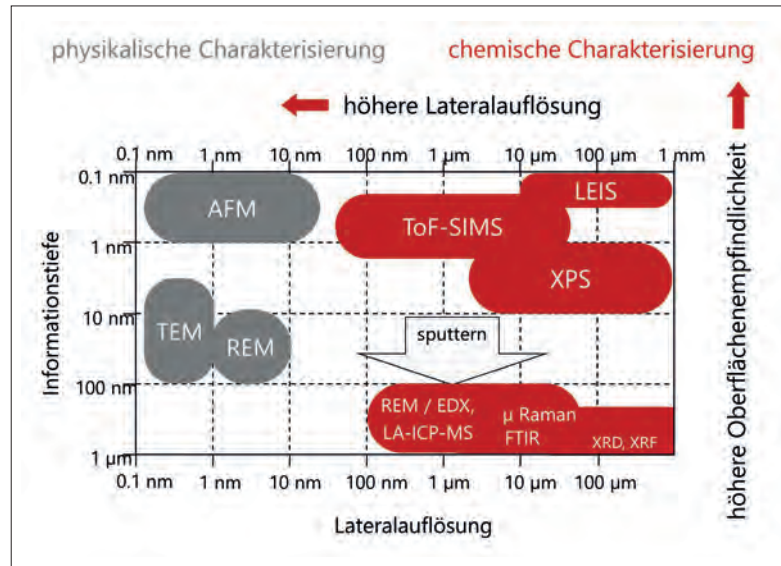 physikalische Charakterisierung chemische Charakterisierung
höhere Lateralauflösung
0.1 nm 1 nm 10 nm 100 nm 1 µm 10 µm 100 µm 1 mm
0.1 nm
LEIS
AFM
ToF-SIMS
1 nm
XPS
10 nm
TEM
REM
sputtern
100 nm
REM / EDX,
LA-ICP-MS
µ Raman
FTIR
XRD, XRF
1 µm
0.1 nm 1 nm 10 nm 100 nm 1 µm 10 µm 100 µm
Lateralauflösung
Informationstiefe
höhere Oberflächenempfindlichkeit